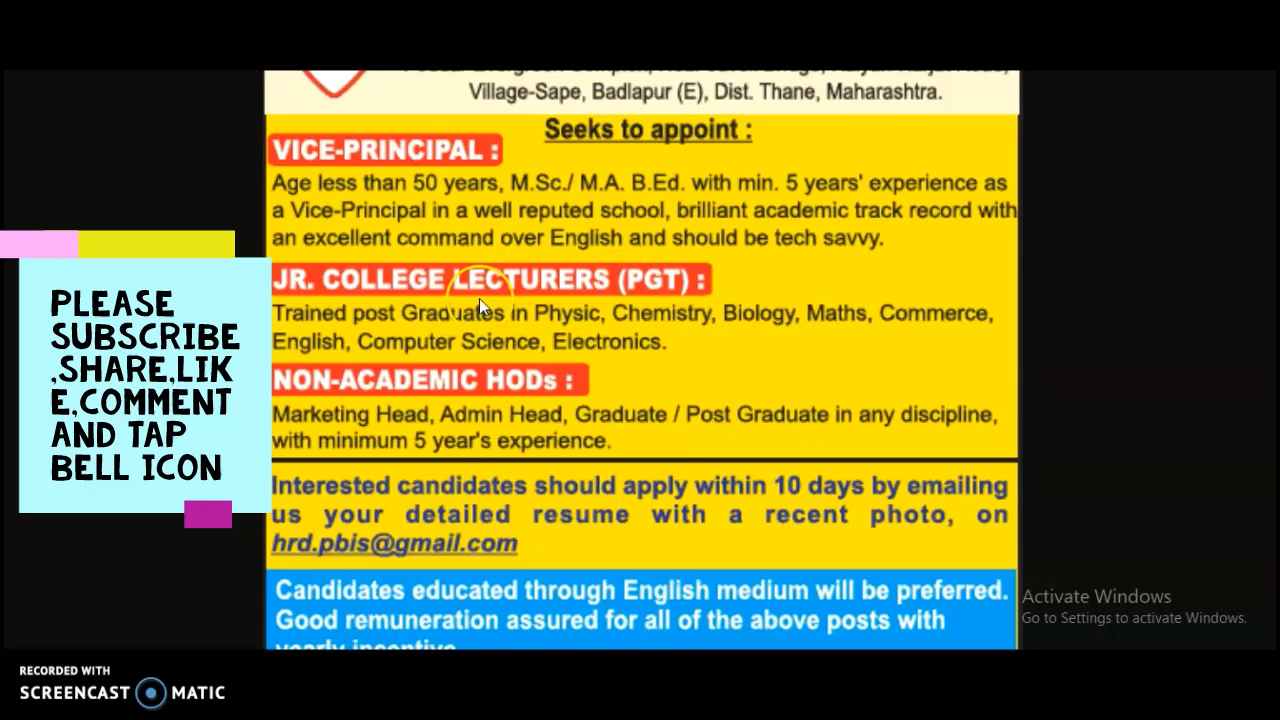 Village-Sape, Badlapur (E), Dist. Thane, Maharashtra.
Seeks to appoint :
VICE-PRINCIPAL :
Age less than 50 years, M.Sc./ M.A. B.Ed. with min. 5 years' experience as
a Vice-Principal in a well reputed school, brilliant academic track record with
an excellent command over English and should be tech savvy.
JR. COLLEGE LECTURERS (PGT) :
Trained post Graduates in Physic, Chemistry, Biology, Maths, Commerce,
English, Computer Science, Electronics.
NON-ACADEMIC HODs :
Marketing Head, Admin Head, Graduate / Post Graduate in any discipline,
with minimum 5 year's experience.
Interested candidates should apply within 10 days by emailing
us your detailed resume with a recent photo, on
hrd.pbis@gmail.com
Candidates educated through English medium will be preferred.
Good remuneration assured for all of the above posts with
yearly incentive
PLEASE
SUBSCRIBE
,SHARE,LIK
E,COMMENT
AND TAP
BELL ICON
Activate Windows
Go to Settings to activate Windows.
RECORDED WITH
SCREENCAST MATIC